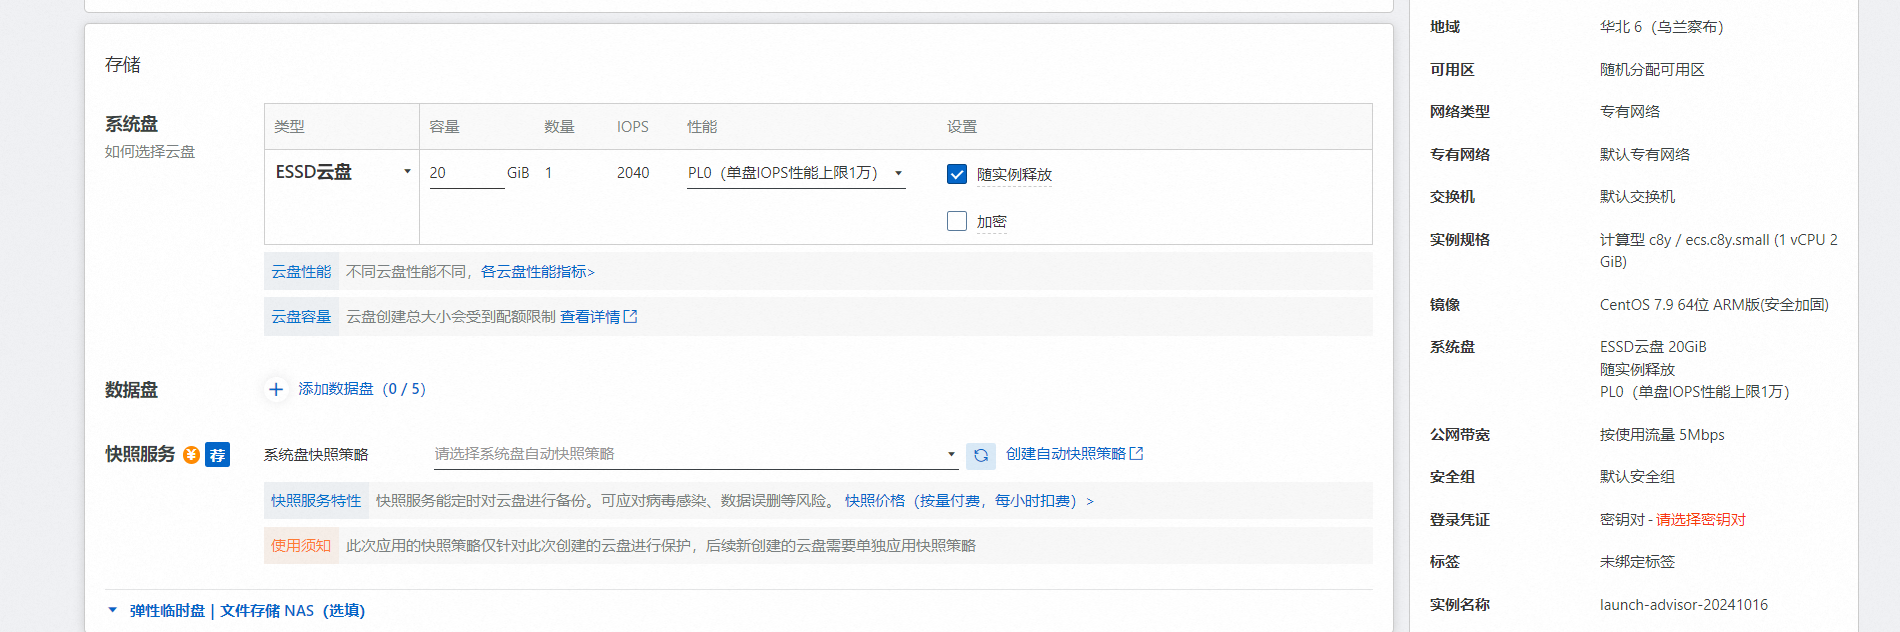 存储
系统盘
如何选择云盘
类型 容量 数量 IOPS 性能 设置
ESSD云盘 20 GiB 1 2040 PL0（单盘IOPS性能上限1万） 随实例释放
加密
云盘性能 不同云盘性能不同，各云盘性能指标>
云盘容量 云盘创建总大小会受到配额限制 查看详情
数据盘 + 添加数据盘（0 / 5）
快照服务 ¥ 荐 系统盘快照策略 请选择系统盘自动快照策略 创建自动快照策略
快照服务特性 快照服务能定时对云盘进行备份。可应对病毒感染、数据误删等风险。 快照价格（按量付费，每小时扣费）>
使用须知 此次应用的快照策略仅针对此次创建的云盘进行保护，后续新创建的云盘需要单独应用快照策略
弹性临时盘 | 文件存储 NAS（选填）
地域 华北 6（乌兰察布）
可用区 随机分配可用区
网络类型 专有网络
专有网络 默认专有网络
交换机 默认交换机
实例规格 计算型 c8y / ecs.c8y.small (1 vCPU 2
GiB)
镜像 CentOS 7.9 64位 ARM版(安全加固)
系统盘 ESSD云盘 20GiB
随实例释放
PL0（单盘IOPS性能上限1万）
公网带宽 按使用流量 5Mbps
安全组 默认安全组
登录凭证 密钥对 - 请选择密钥对
标签 未绑定标签
实例名称 launch-advisor-20241016